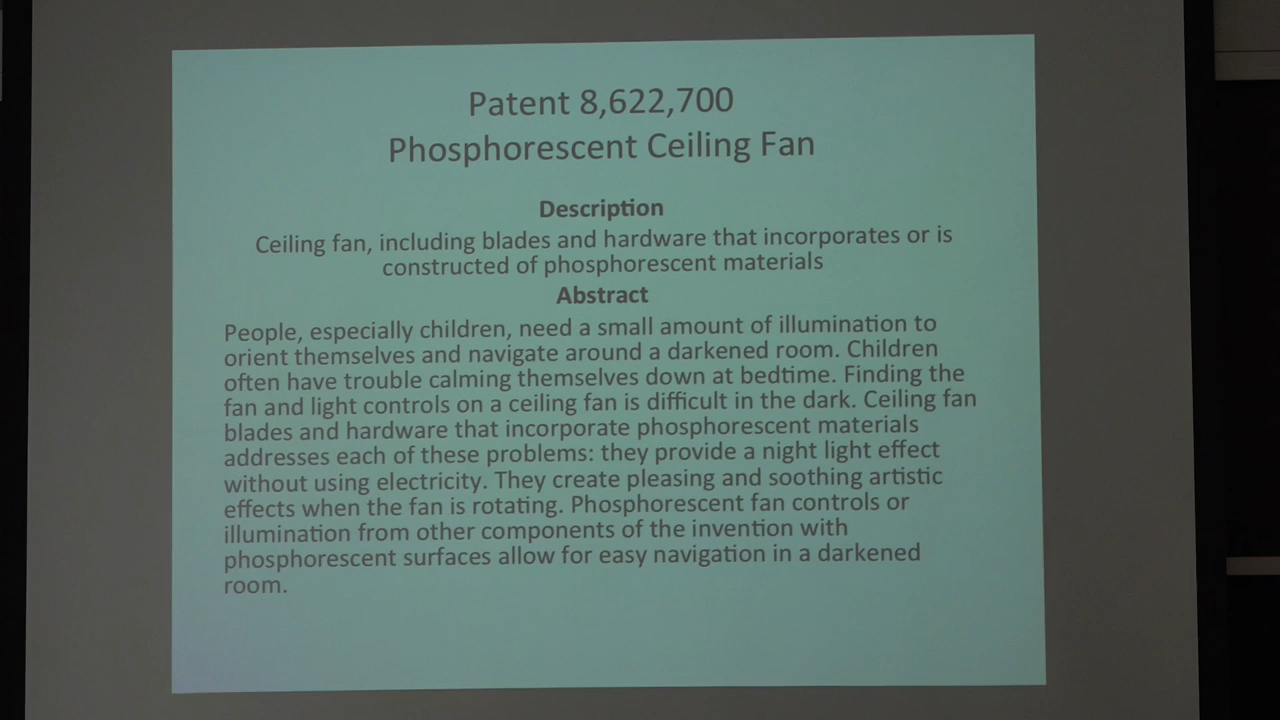 Patent 8,622,700
Phosphorescent Ceiling Fan
Description
Ceiling fan, including blades and hardware that incorporates or is
constructed of phosphorescent materials
Abstract
People, especially children, need a small amount of illumination to
orient themselves and navigate around a darkened room. Children
often have trouble calming themselves down at bedtime. Finding the
fan and light controls on a ceiling fan is difficult in the dark. Ceiling fan
blades and hardware that incorporate phosphorescent materials
addresses each of these problems: they provide a night light effect
without using electricity. They create pleasing and soothing artistic
effects when the fan is rotating. Phosphorescent fan controls or
illumination from other components of the invention with
phosphorescent surfaces allow for easy navigation in a darkened
room.